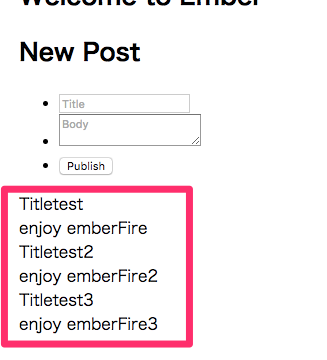 Welcome to Ember
New Post
Title
Body
Publish
Titletest
enjoy emberFire
Titletest2
enjoy emberFire2
Titletest3
enjoy emberFire3